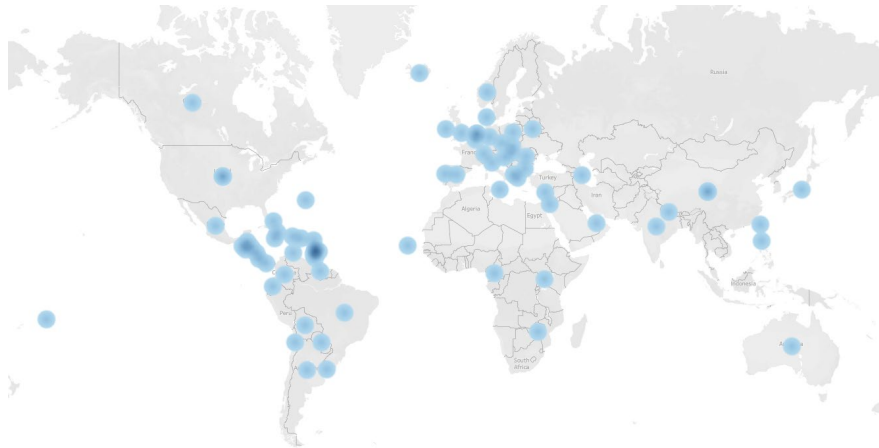 Russia
France
Turkey
Iran
Algeria
Egypt
Indonesia
Peru
South
Africa